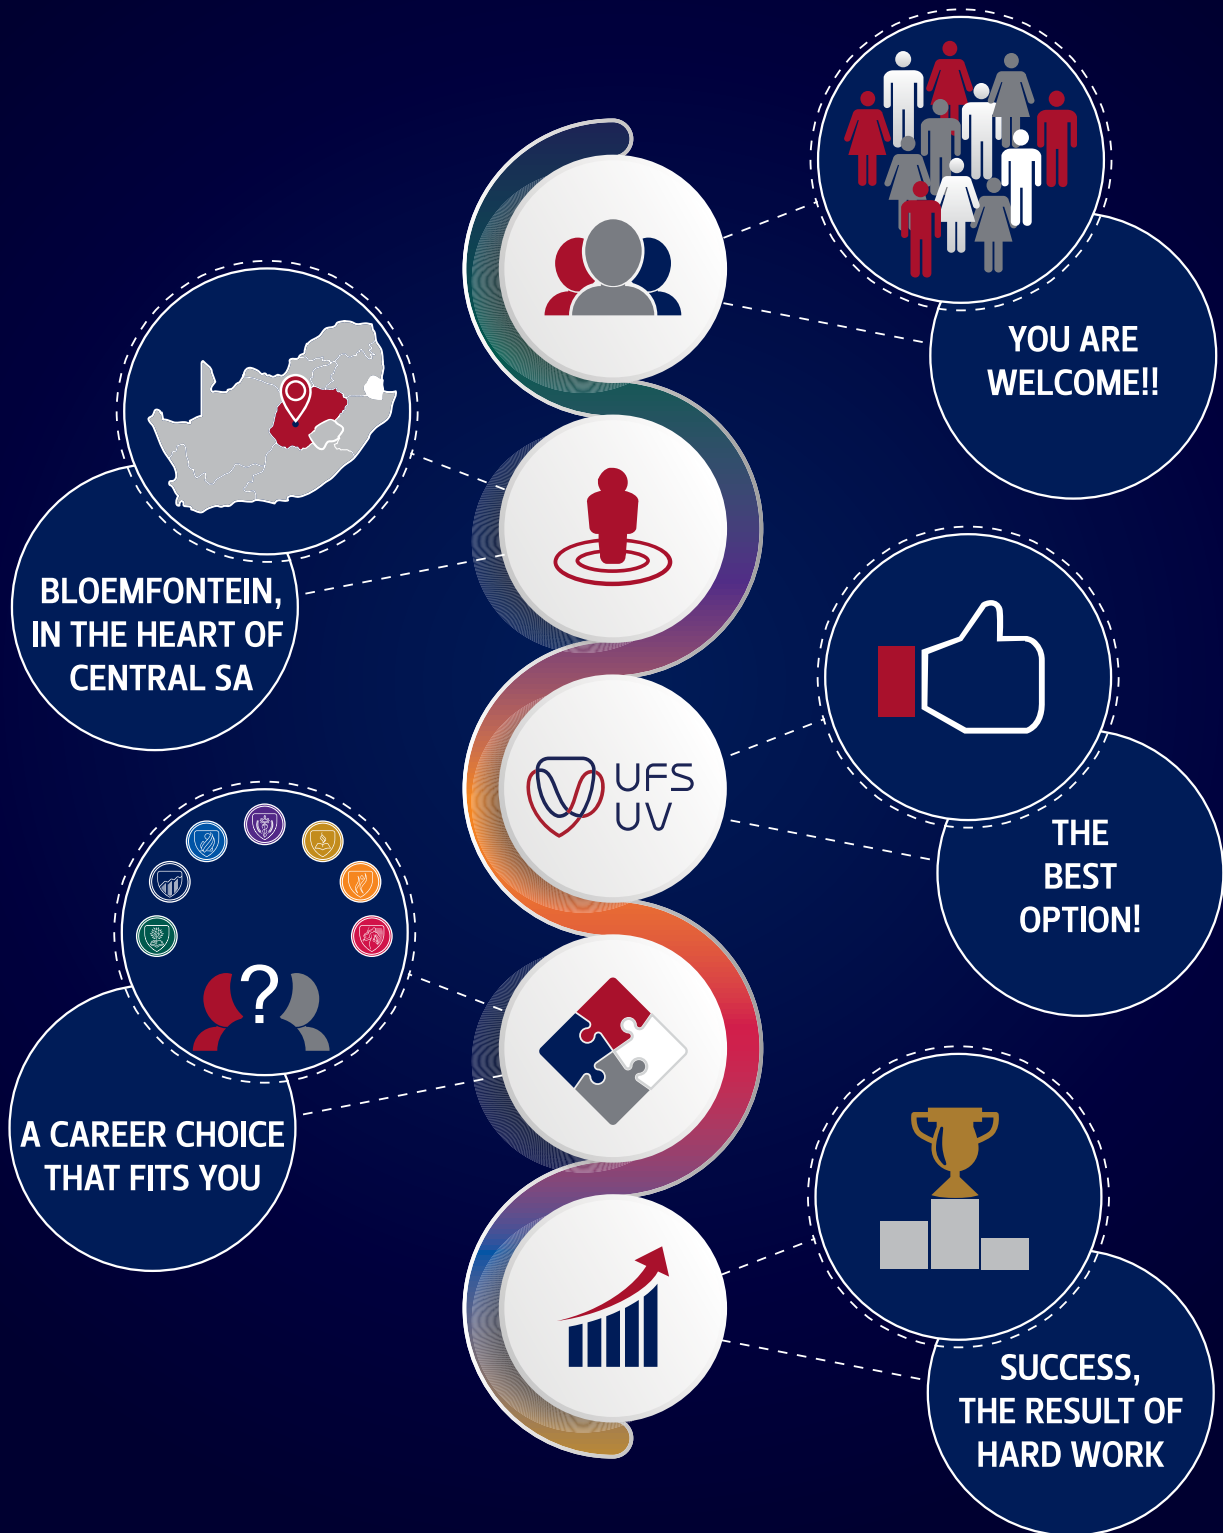 YOU ARE
WELCOME!!
BLOEMFONTEIN,
IN THE HEART OF
CENTRAL SA
UFS
UV
THE
BEST
OPTION!
?
A CAREER CHOICE
THAT FITS YOU
SUCCESS,
THE RESULT OF
HARD WORK